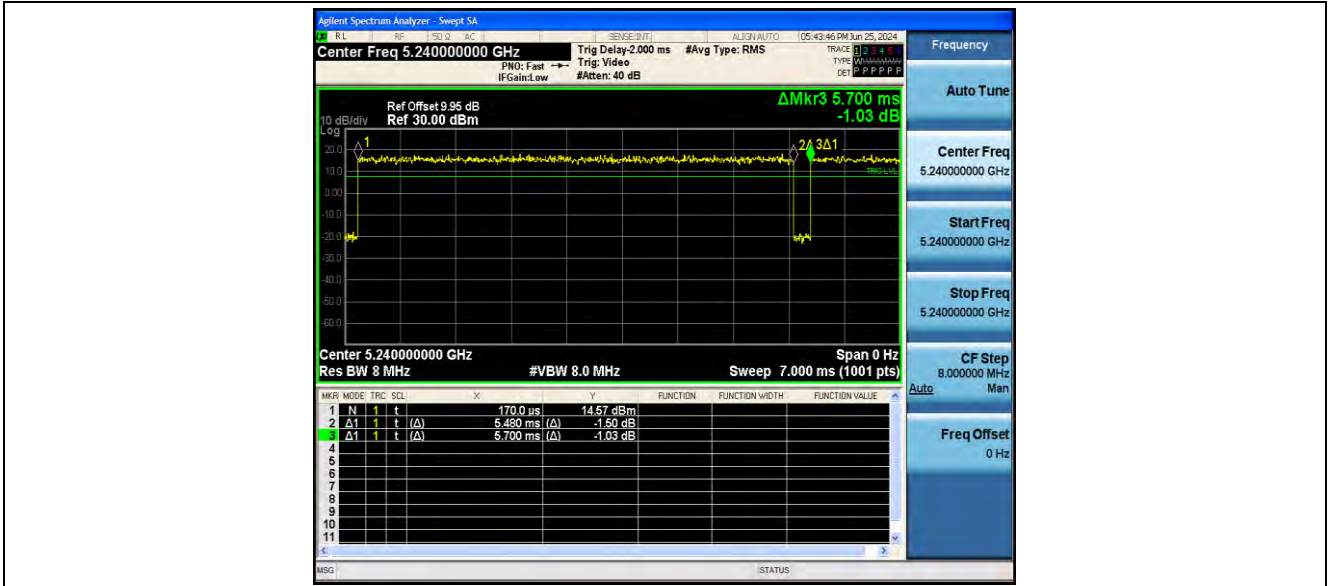 Agilent Spectrum Analyzer - Swept SA
RL RF 50 Ω AC SENSE:INT ALIGN AUTO 05:43:46 PM Jun 25, 2024
Center Freq 5.240000000 GHz
PNO: Fast
IFGain:Low
Trig Delay-2.000 ms
Trig: Video
#Atten: 40 dB
#Avg Type: RMS
TRACE 1 2 3 4 5 6
TYPE
DET P P P P P P
ΔMkr3 5.700 ms
-1.03 dB
Ref Offset 9.95 dB
10 dB/div Ref 30.00 dBm
Log
20.0
10.0
0.00
-10.0
-20.0
-30.0
-40.0
-50.0
-60.0
1
2Δ 3Δ1
TRIG LVL
Center 5.240000000 GHz Span 0 Hz
Res BW 8 MHz #VBW 8.0 MHz Sweep 7.000 ms (1001 pts)
MKR MODE TRC SCL X Y FUNCTION FUNCTION WIDTH FUNCTION VALUE
1 N 1 t 170.0 us 14.57 dBm
2 Δ1 1 t (Δ) 5.480 ms (Δ) -1.50 dB
3 Δ1 1 t (Δ) 5.700 ms (Δ) -1.03 dB
4
5
6
7
8
9
10
11
MSG STATUS
Frequency
Auto Tune
Center Freq
5.240000000 GHz
Start Freq
5.240000000 GHz
Stop Freq
5.240000000 GHz
CF Step
8.000000 MHz
Auto Man
Freq Offset
0 Hz